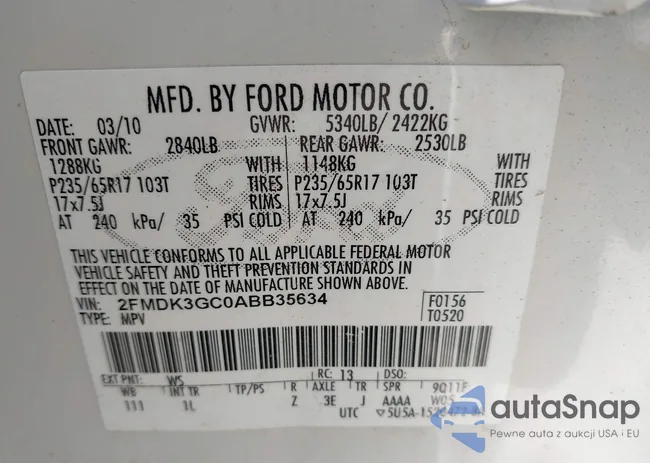 MFD. BY FORD MOTOR CO.
DATE: 03/10 GVWR: 5340LB/ 2422KG
FRONT GAWR: 2840LB REAR GAWR: 2530LB
1288KG WITH 1148KG WITH
P235/65R17 103T TIRES P235/65R17 103T TIRES
17x7.5J RIMS 17x7.5J RIMS
AT 240 kPa/ 35 PSI COLD AT 240 kPa/ 35 PSI COLD
THIS VEHICLE CONFORMS TO ALL APPLICABLE FEDERAL MOTOR
VEHICLE SAFETY AND THEFT PREVENTION STANDARDS IN
EFFECT ON THE DATE OF MANUFACTURE SHOWN ABOVE.
VIN: 2FMDK3GC0ABB35634 F0156
TYPE: MPV T0520
EXT PNT: WS RC: 13 DSO:
WB INT TR TP/PS R AXLE TR SPR 9Q11F
111 1L Z 3E J AAAA WQS
UTC
autoSnap
Pewne auta z aukcji USA i EU